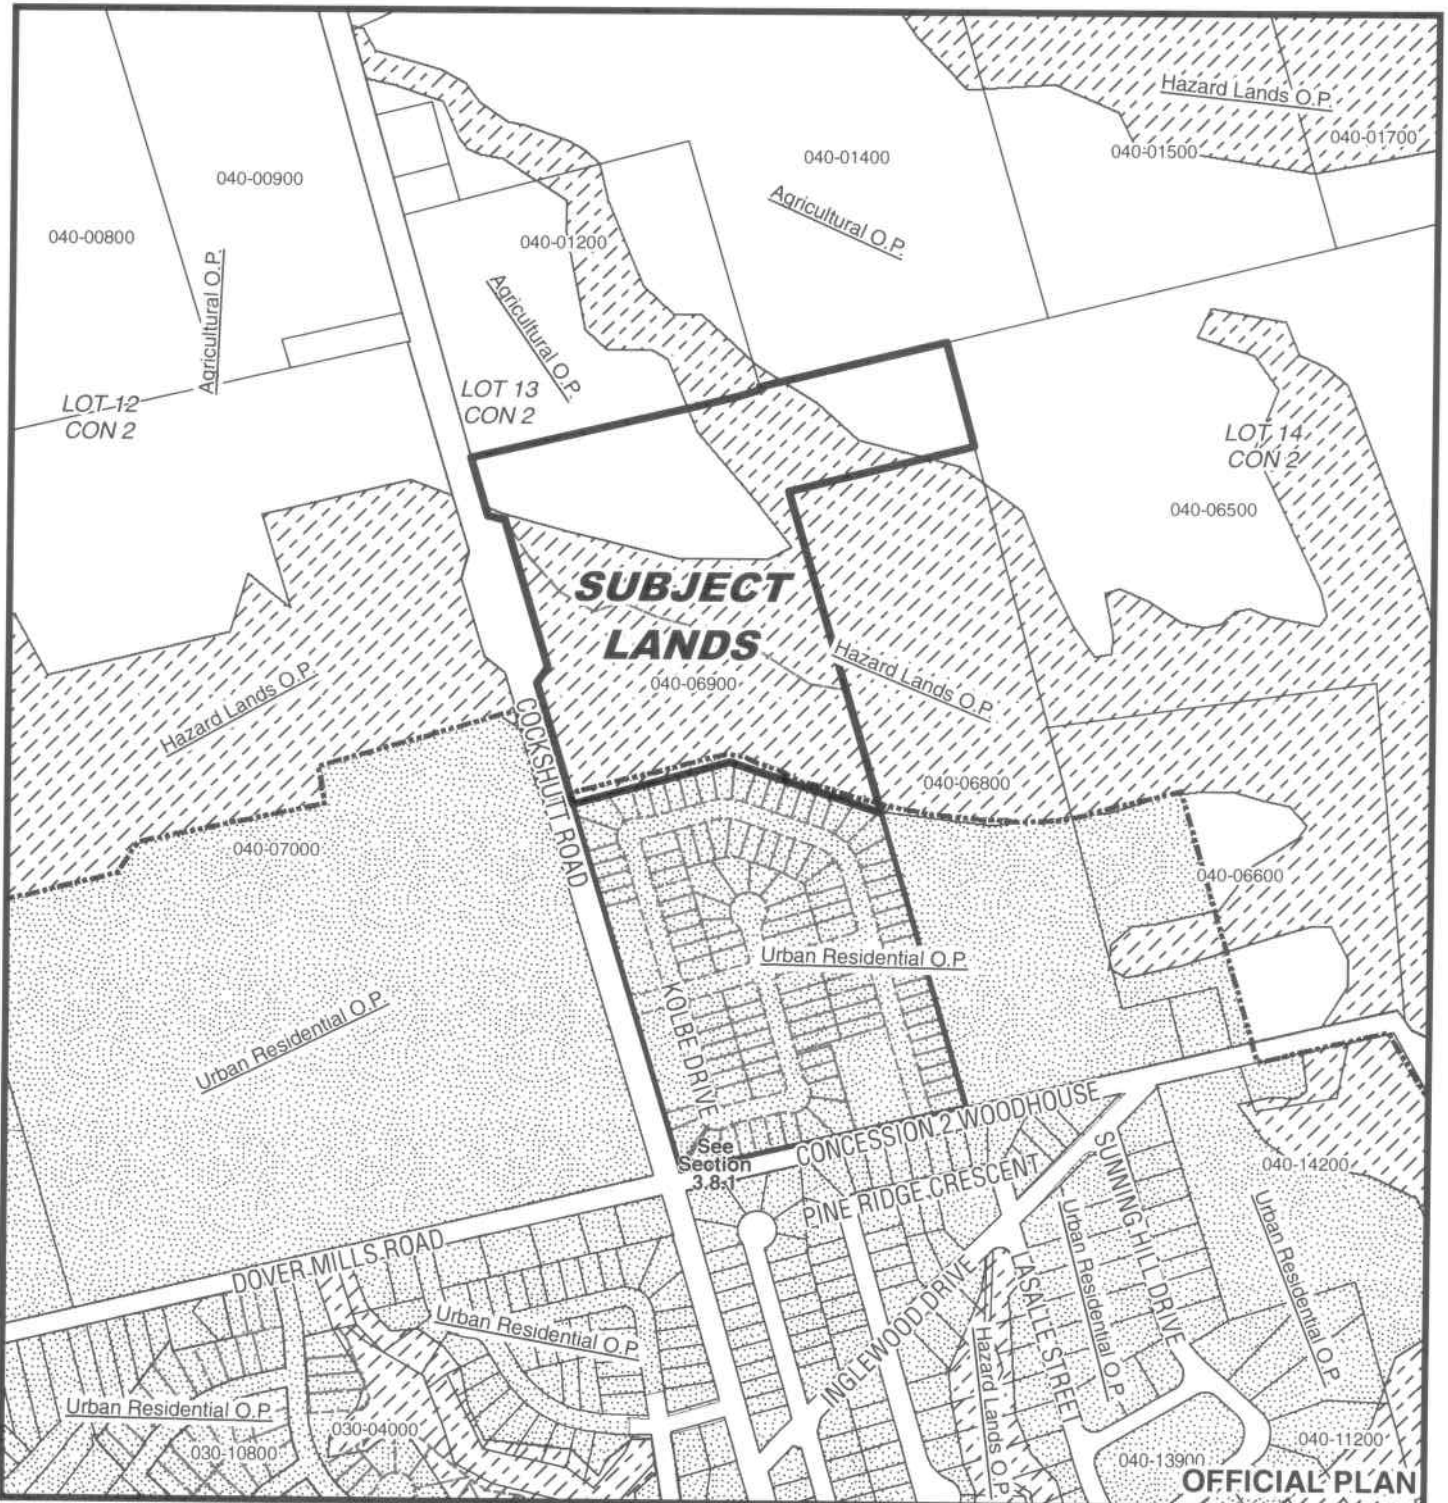 Hazard Lands O.P.
040-01700
040-01500
040-01400
040-00900
Agricultural O.P.
040-00800
040-01200
Agricultural O.P.
Agricultural O.P.
LOT 13
CON 2
LOT 12
CON 2
LOT 14
CON 2
040-06500
SUBJECT
LANDS
040-06900
Hazard Lands O.P.
Hazard Lands O.P.
COCKSHUTT ROAD
040-06800
040-07000
040-06600
Urban Residential O.P.
Urban Residential O.P.
KOLBE DRIVE
See
Section
3.8.1
CONCESSION 2 WOODHOUSE
PINE RIDGE CRESCENT
SUNNING HILL DRIVE
040-14200
DOVER MILLS ROAD
Urban Residential O.P.
INGLEWOOD DRIVE
Hazard Lands O.P.
LASALLE STREET
Urban Residential O.P.
Urban Residential O.P.
Urban Residential O.P.
030-10800
030-04000
040-13900
040-11200
OFFICIAL PLAN